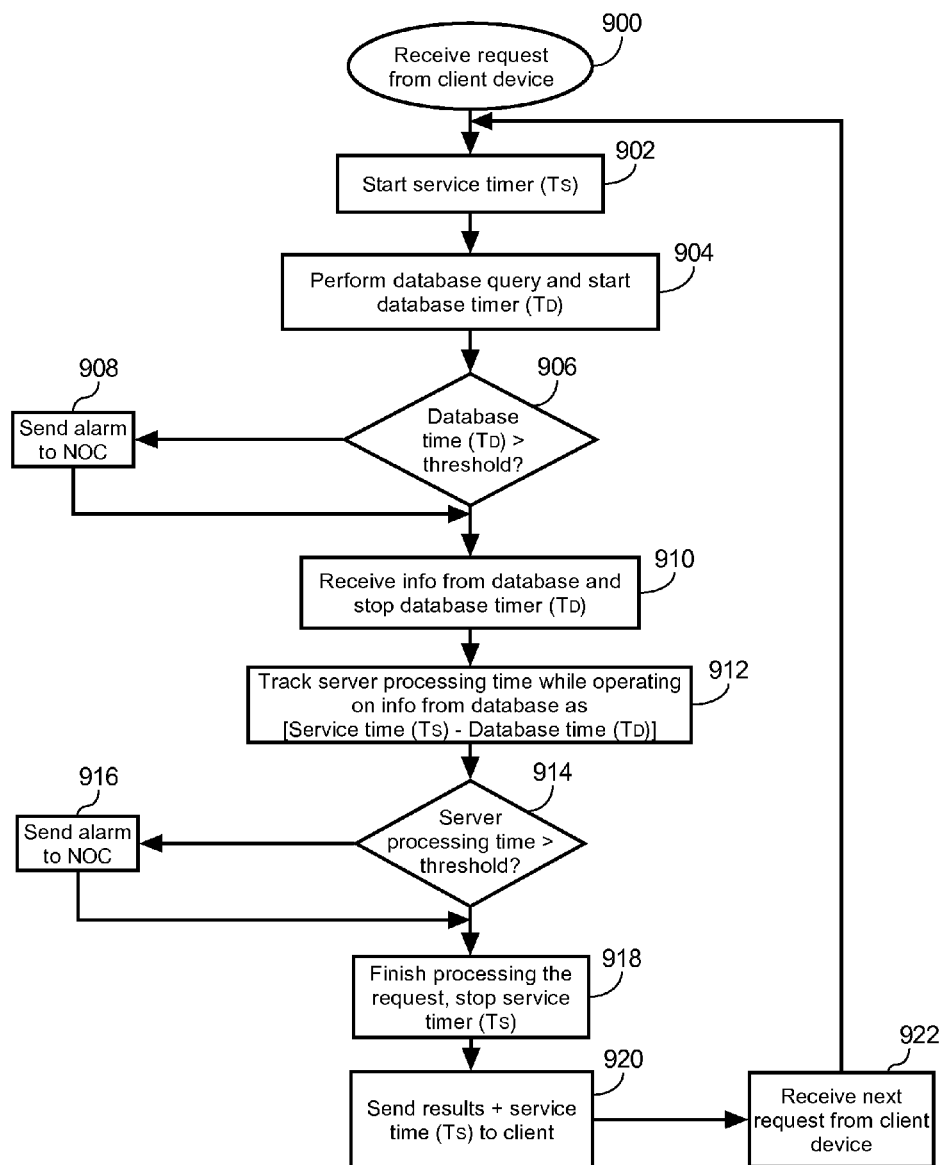 900
Receive request
from client device
902
Start service timer (Ts)
904
Perform database query and start
database timer (TD)
906
908
Database
time (TD) >
threshold?
Send alarm
to NOC
910
Receive info from database and
stop database timer (TD)
912
Track server processing time while operating
on info from database as
[Service time (Ts) - Database time (TD)]
914
916
Server
processing time >
threshold?
Send alarm
to NOC
918
Finish processing the
request, stop service
timer (Ts)
920
Send results + service
time (Ts) to client
922
Receive next
request from client
device